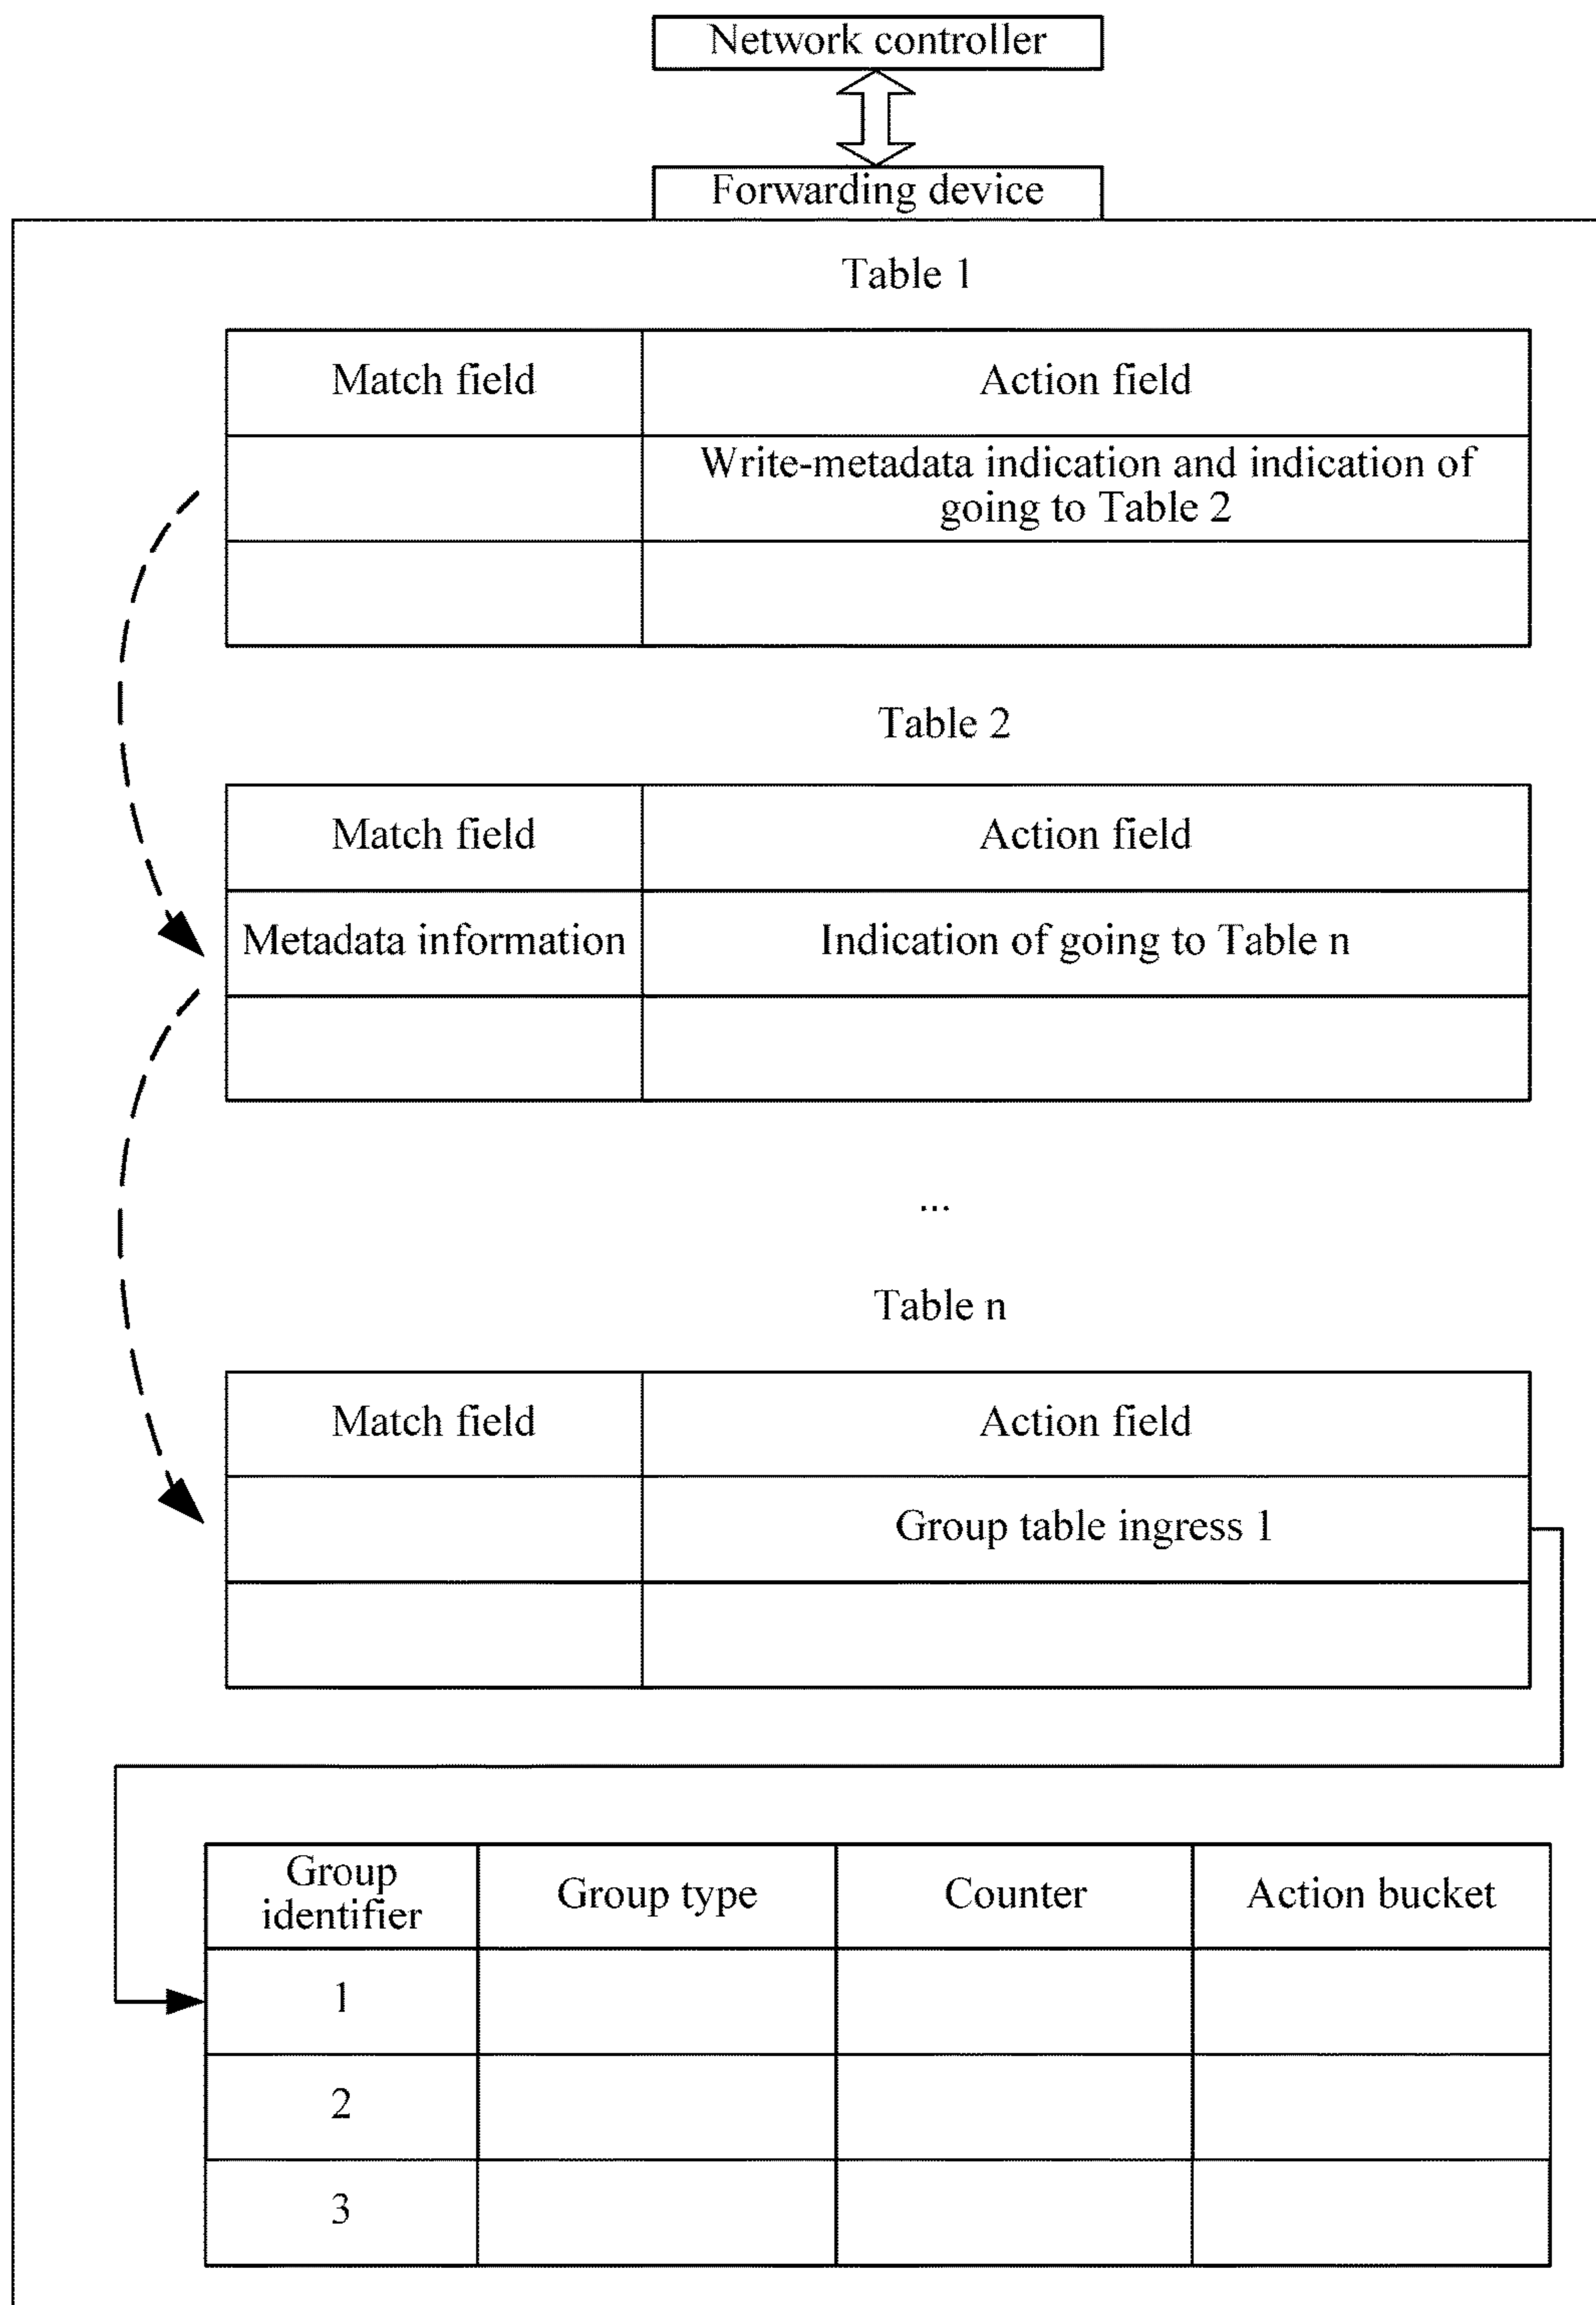 Network controller
Forwarding device
Table 1
Match field
Action field
Write-metadata indication and indication of
going to Table 2
Table 2
Match field
Action field
Metadata information
Indication of going to Table n
...
Table n
Match field
Action field
Group table ingress 1
Group
identifier
Group type
Counter
Action bucket
1
2
3